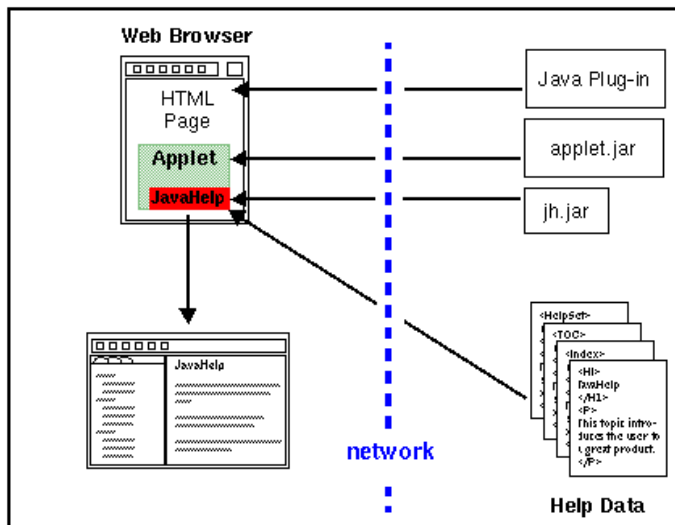 Web Browser
HTML
Page
Applet
JavaHelp
Java Plug-in
applet.jar
jh.jar
JavaHelp
<HelpSet>
<TOC>
<Index>
<H1>
JavaHelp
</H1>
<P>
This topic intro-
duces the user to
great product.
</P>
network
Help Data